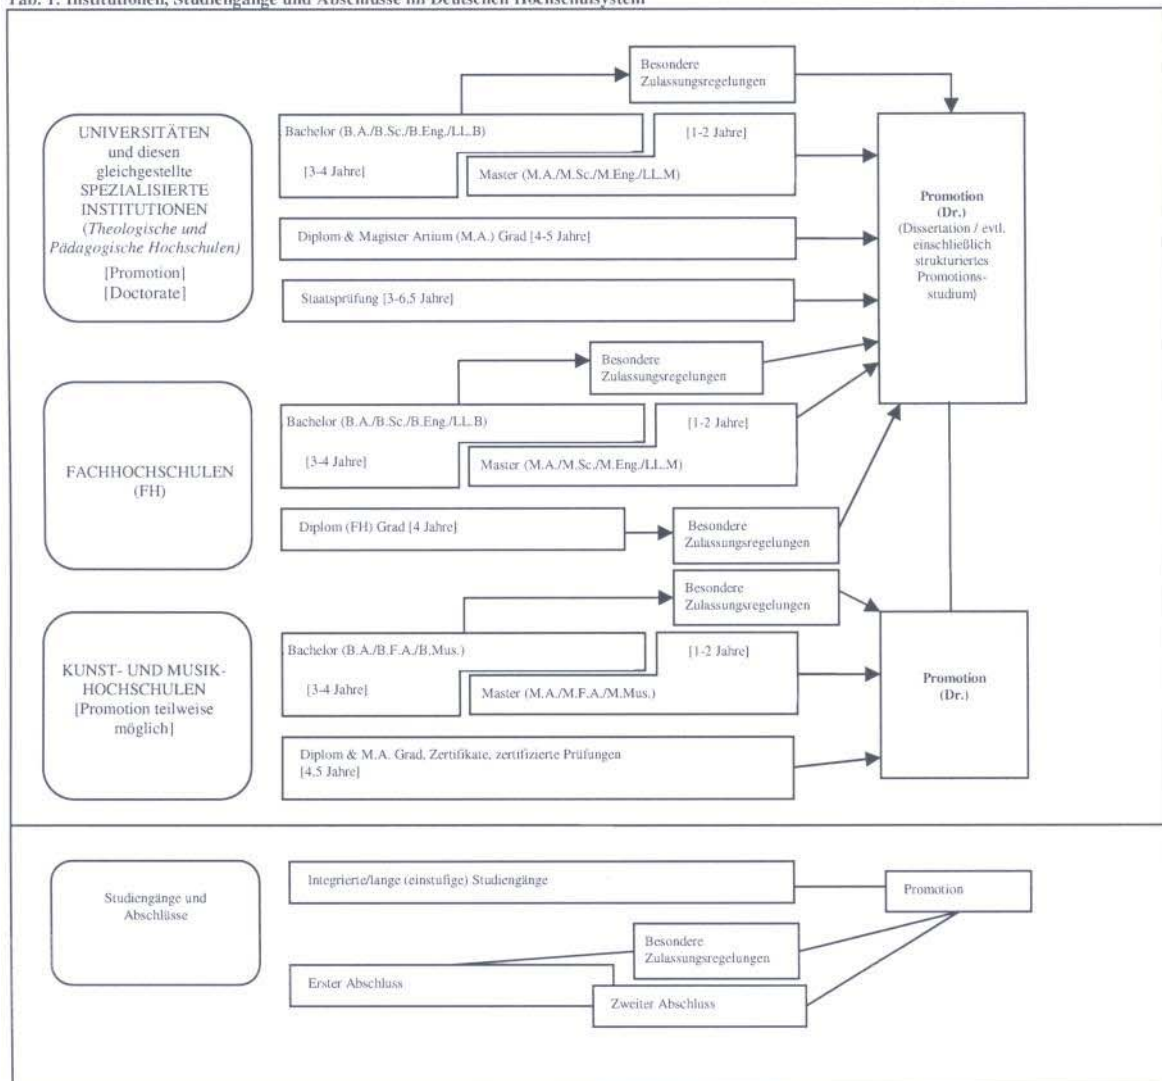 Tab. 1: Institutionen, Studiengänge und Abschlüsse im Deutschen Hochschulsystem
Besondere
Zulassungsregelungen
UNIVERSITÄTEN
und diesen
gleichgestellte
SPEZIALISIERTE
INSTITUTIONEN
(Theologische und
Pädagogische Hochschulen)
[Promotion]
[Doctorate]
Bachelor (B.A./B.Sc./B.Eng./LL.B)
[3-4 Jahre]
[1-2 Jahre]
Master (M.A./M.Sc./M.Eng./LL.M)
Diplom & Magister Artium (M.A.) Grad [4-5 Jahre]
Staatsprüfung [3-6,5 Jahre]
Promotion
(Dr.)
(Dissertation / evtl.
einschließlich
strukturiertes
Promotions-
studium)
FACHHOCHSCHULEN
(FH)
Besondere
Zulassungsregelungen
Bachelor (B.A./B.Sc./B.Eng./LL.B)
[3-4 Jahre]
[1-2 Jahre]
Master (M.A./M.Sc./M.Eng./LL.M)
Diplom (FH) Grad [4 Jahre]
Besondere
Zulassungsregelungen
KUNST- UND MUSIK-
HOCHSCHULEN
[Promotion teilweise
möglich]
Besondere
Zulassungsregelungen
Bachelor (B.A./B.F.A./B.Mus.)
[3-4 Jahre]
[1-2 Jahre]
Master (M.A./M.F.A./M.Mus.)
Diplom & M.A. Grad, Zertifikate, zertifizierte Prüfungen
[4,5 Jahre]
Promotion
(Dr.)
Studiengänge und
Abschlüsse
Integrierte/lange (einstufige) Studiengänge
Promotion
Besondere
Zulassungsregelungen
Erster Abschluss
Zweiter Abschluss